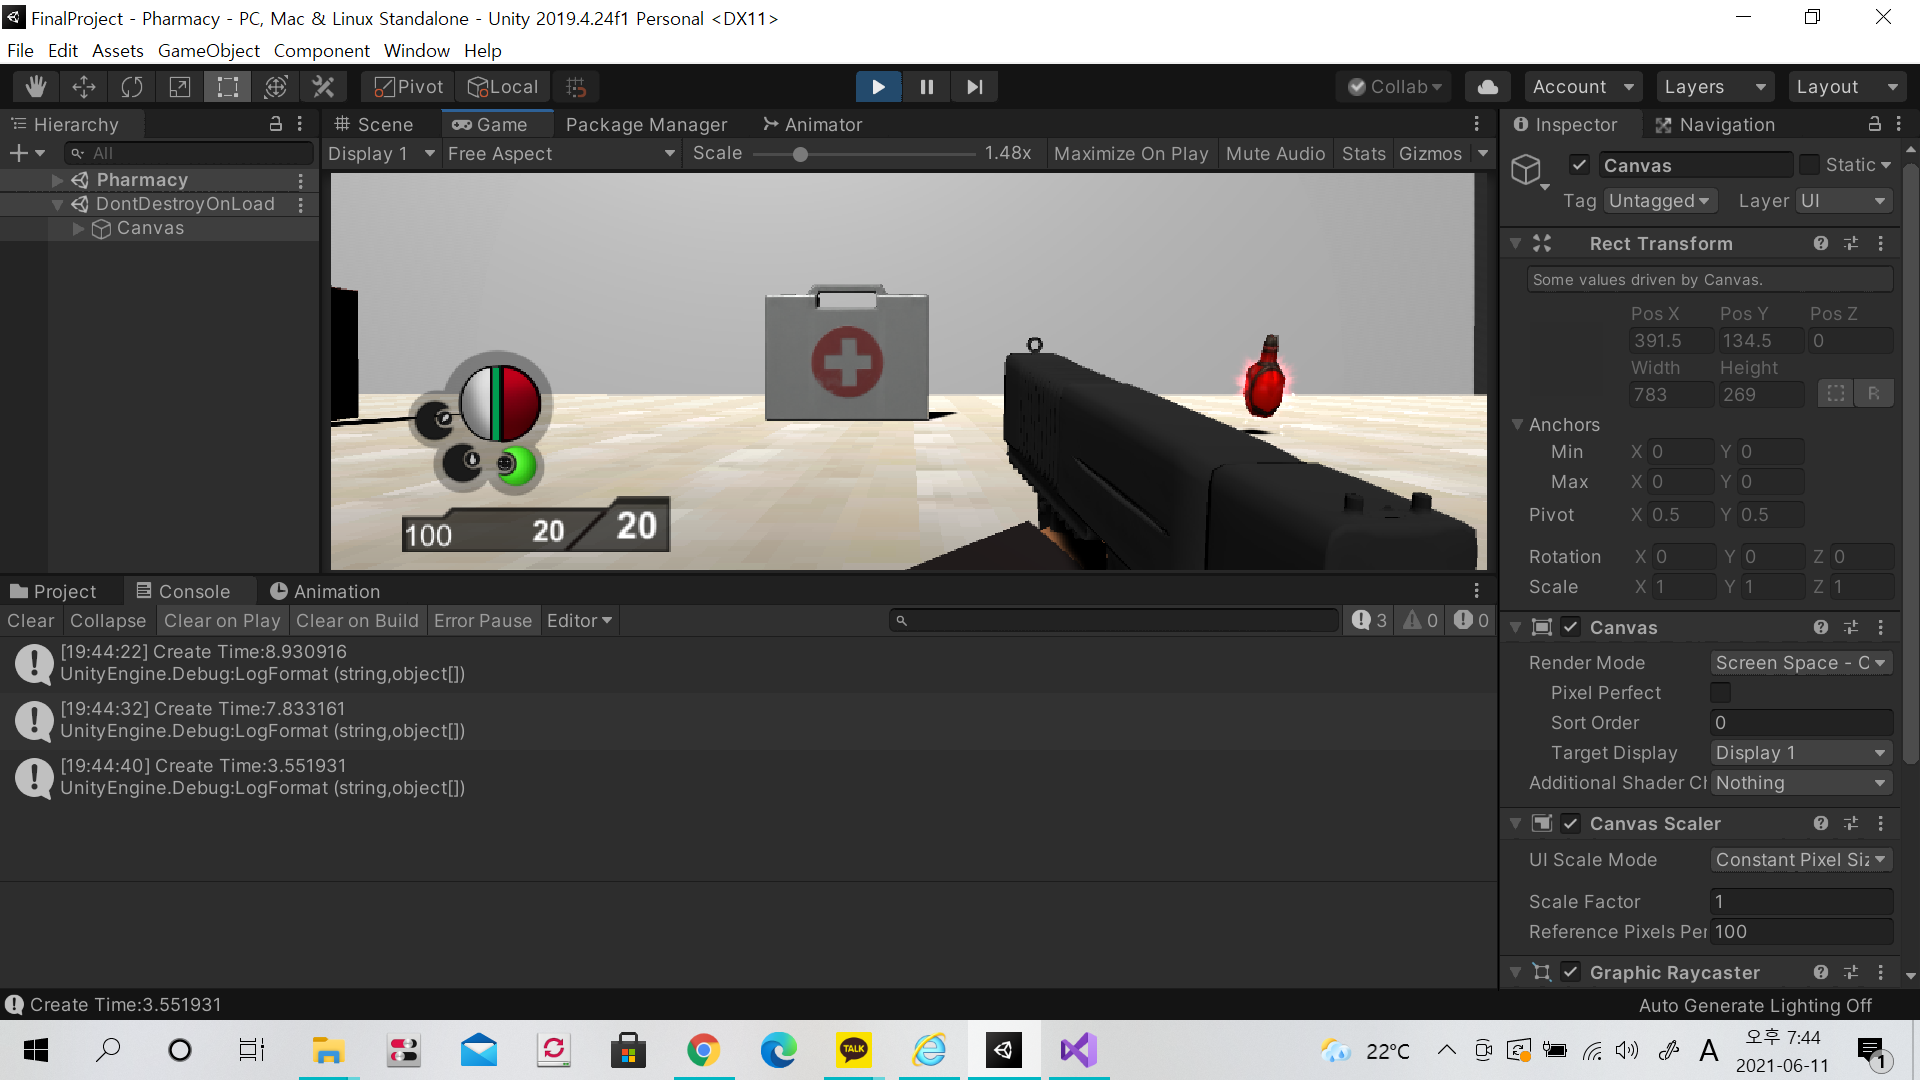 FinalProject - Pharmacy - PC, Mac & Linux Standalone - Unity 2019.4.24f1 Personal <DX11>
File Edit Assets GameObject Component Window Help
Pivot Local Collab Account Layers Layout
Hierarchy
All
Pharmacy
DontDestroyOnLoad
Canvas
Scene Game Package Manager Animator
Display 1 Free Aspect Scale 1.48x Maximize On Play Mute Audio Stats Gizmos
100 20 20
Inspector Navigation
Canvas Static
Tag Untagged Layer UI
Rect Transform
Some values driven by Canvas.
Pos X Pos Y Pos Z
391.5 134.5 0
Width Height
783 269 R
Anchors
Min X 0 Y 0
Max X 0 Y 0
Pivot X 0.5 Y 0.5
Rotation X 0 Y 0 Z 0
Scale X 1 Y 1 Z 1
Canvas
Render Mode Screen Space - O
Pixel Perfect
Sort Order 0
Target Display Display 1
Additional Shader Ch Nothing
Canvas Scaler
UI Scale Mode Constant Pixel Siz
Scale Factor 1
Reference Pixels Per 100
Graphic Raycaster
Project Console Animation
Clear Collapse Clear on Play Clear on Build Error Pause Editor 3 0 0
[19:44:22] Create Time:8.930916
UnityEngine.Debug:LogFormat (string,object[])
[19:44:32] Create Time:7.833161
UnityEngine.Debug:LogFormat (string,object[])
[19:44:40] Create Time:3.551931
UnityEngine.Debug:LogFormat (string,object[])
Create Time:3.551931
Auto Generate Lighting Off
TALK
22°C A 오후 7:44
2021-06-11
1